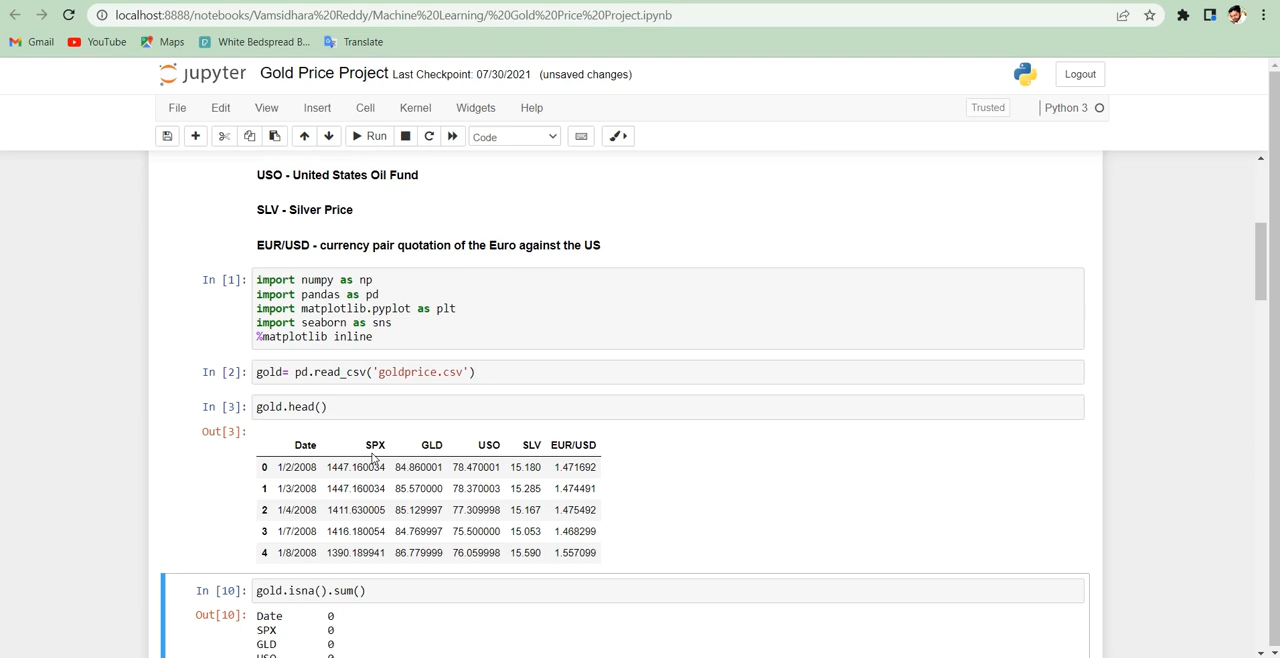 localhost:8888/notebooks/Vamsidhara%20Reddy/Machine%20Learning/%20Gold%20Price%20Project.ipynb
Gmail YouTube Maps White Bedspread B... Translate
jupyter Gold Price Project Last Checkpoint: 07/30/2021 (unsaved changes) Logout
File Edit View Insert Cell Kernel Widgets Help Trusted Python 3
Run Code
USO - United States Oil Fund
SLV - Silver Price
EUR/USD - currency pair quotation of the Euro against the US
In [1]: import numpy as np
import pandas as pd
import matplotlib.pyplot as plt
import seaborn as sns
%matplotlib inline
In [2]: gold= pd.read_csv('goldprice.csv')
In [3]: gold.head()
Out[3]:
Date SPX GLD USO SLV EUR/USD
0 1/2/2008 1447.160034 84.860001 78.470001 15.180 1.471692
1 1/3/2008 1447.160034 85.570000 78.370003 15.285 1.474491
2 1/4/2008 1411.630005 85.129997 77.309998 15.167 1.475492
3 1/7/2008 1416.180054 84.769997 75.500000 15.053 1.468299
4 1/8/2008 1390.189941 86.779999 76.059998 15.590 1.557099
In [10]: gold.isna().sum()
Out[10]: Date 0
SPX 0
GLD 0
USO 0